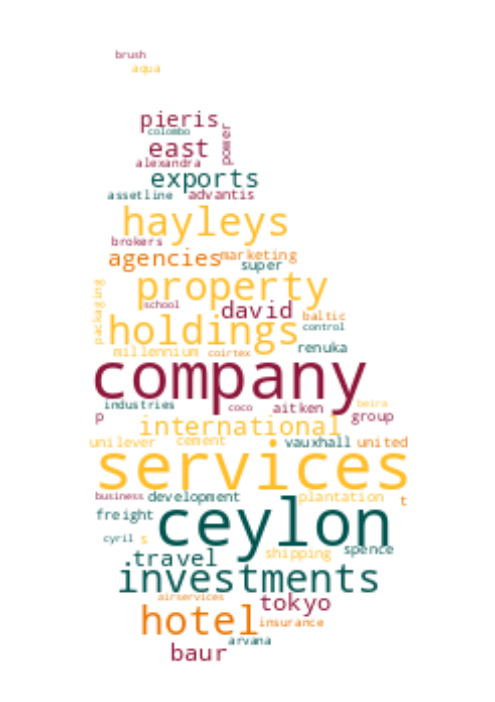 brush
aqua
pieris
colombo
east power
alexandra
exports
assetline advantis
hayleys
brokers
agencies marketing
super
property
packaging
school david
baltic
holdings control
renuka
millennium coirtex
company
industries coco aitken beira
p group
international
unilever cement vauxhall united
services
business development plantation t
freight ceylon
cyril s
.travel shipping spence
investments
airservices tokyo
hotel insurance
arvana
baur